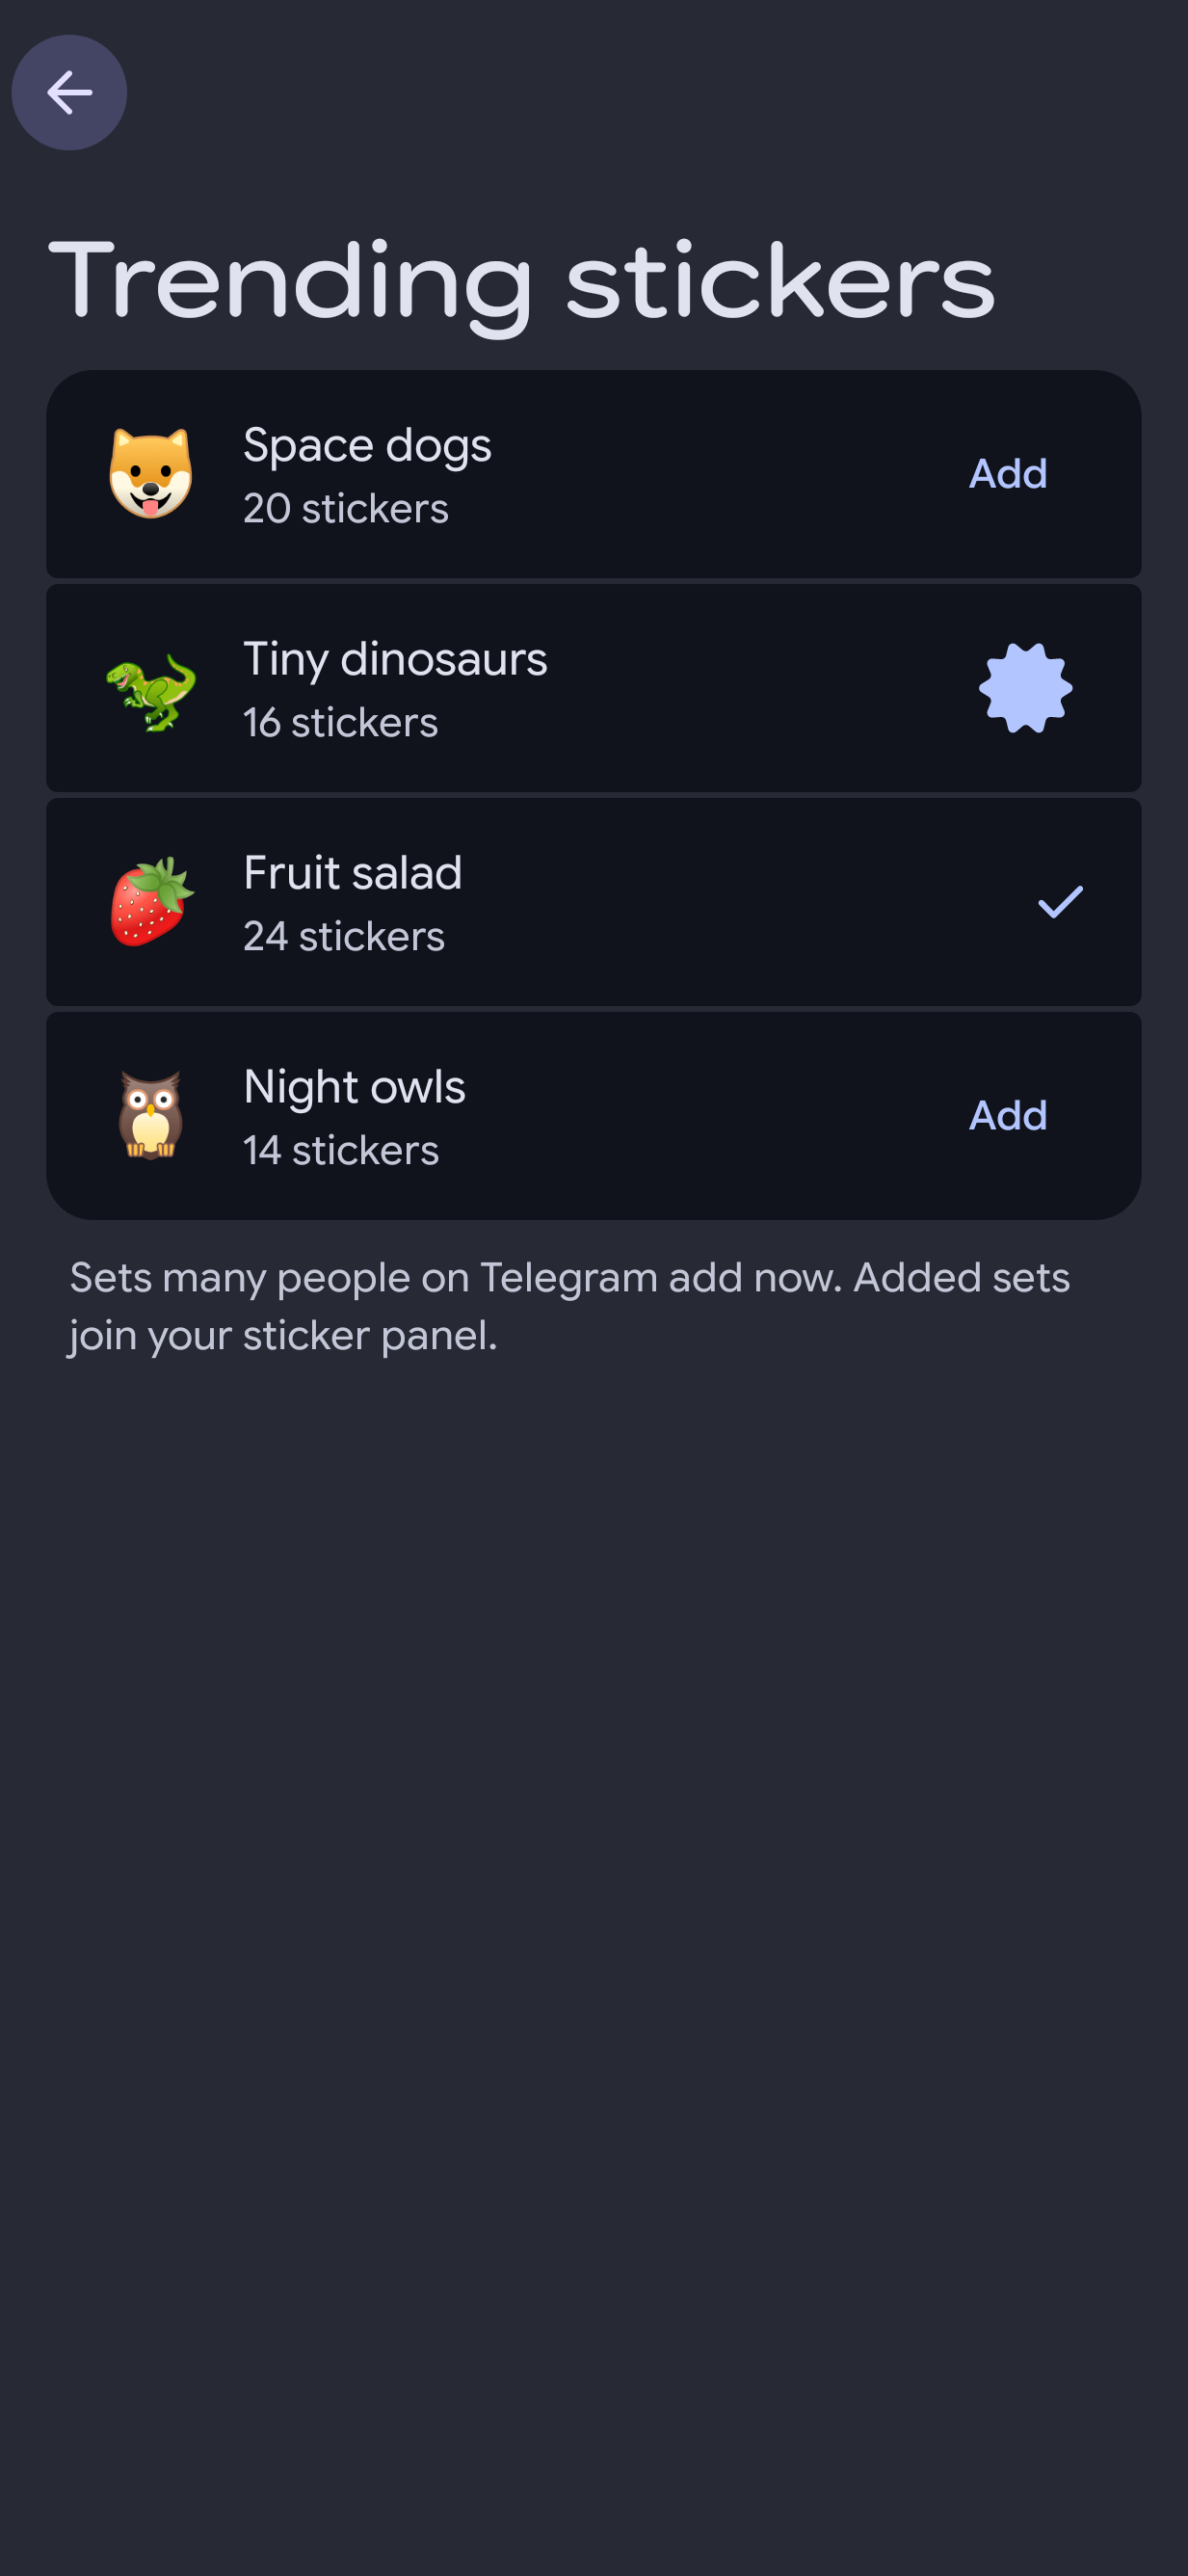 Trending stickers
Space dogs
20 stickers
Add
Tiny dinosaurs
16 stickers
Fruit salad
24 stickers
Night owls
14 stickers
Add
Sets many people on Telegram add now. Added sets
join your sticker panel.